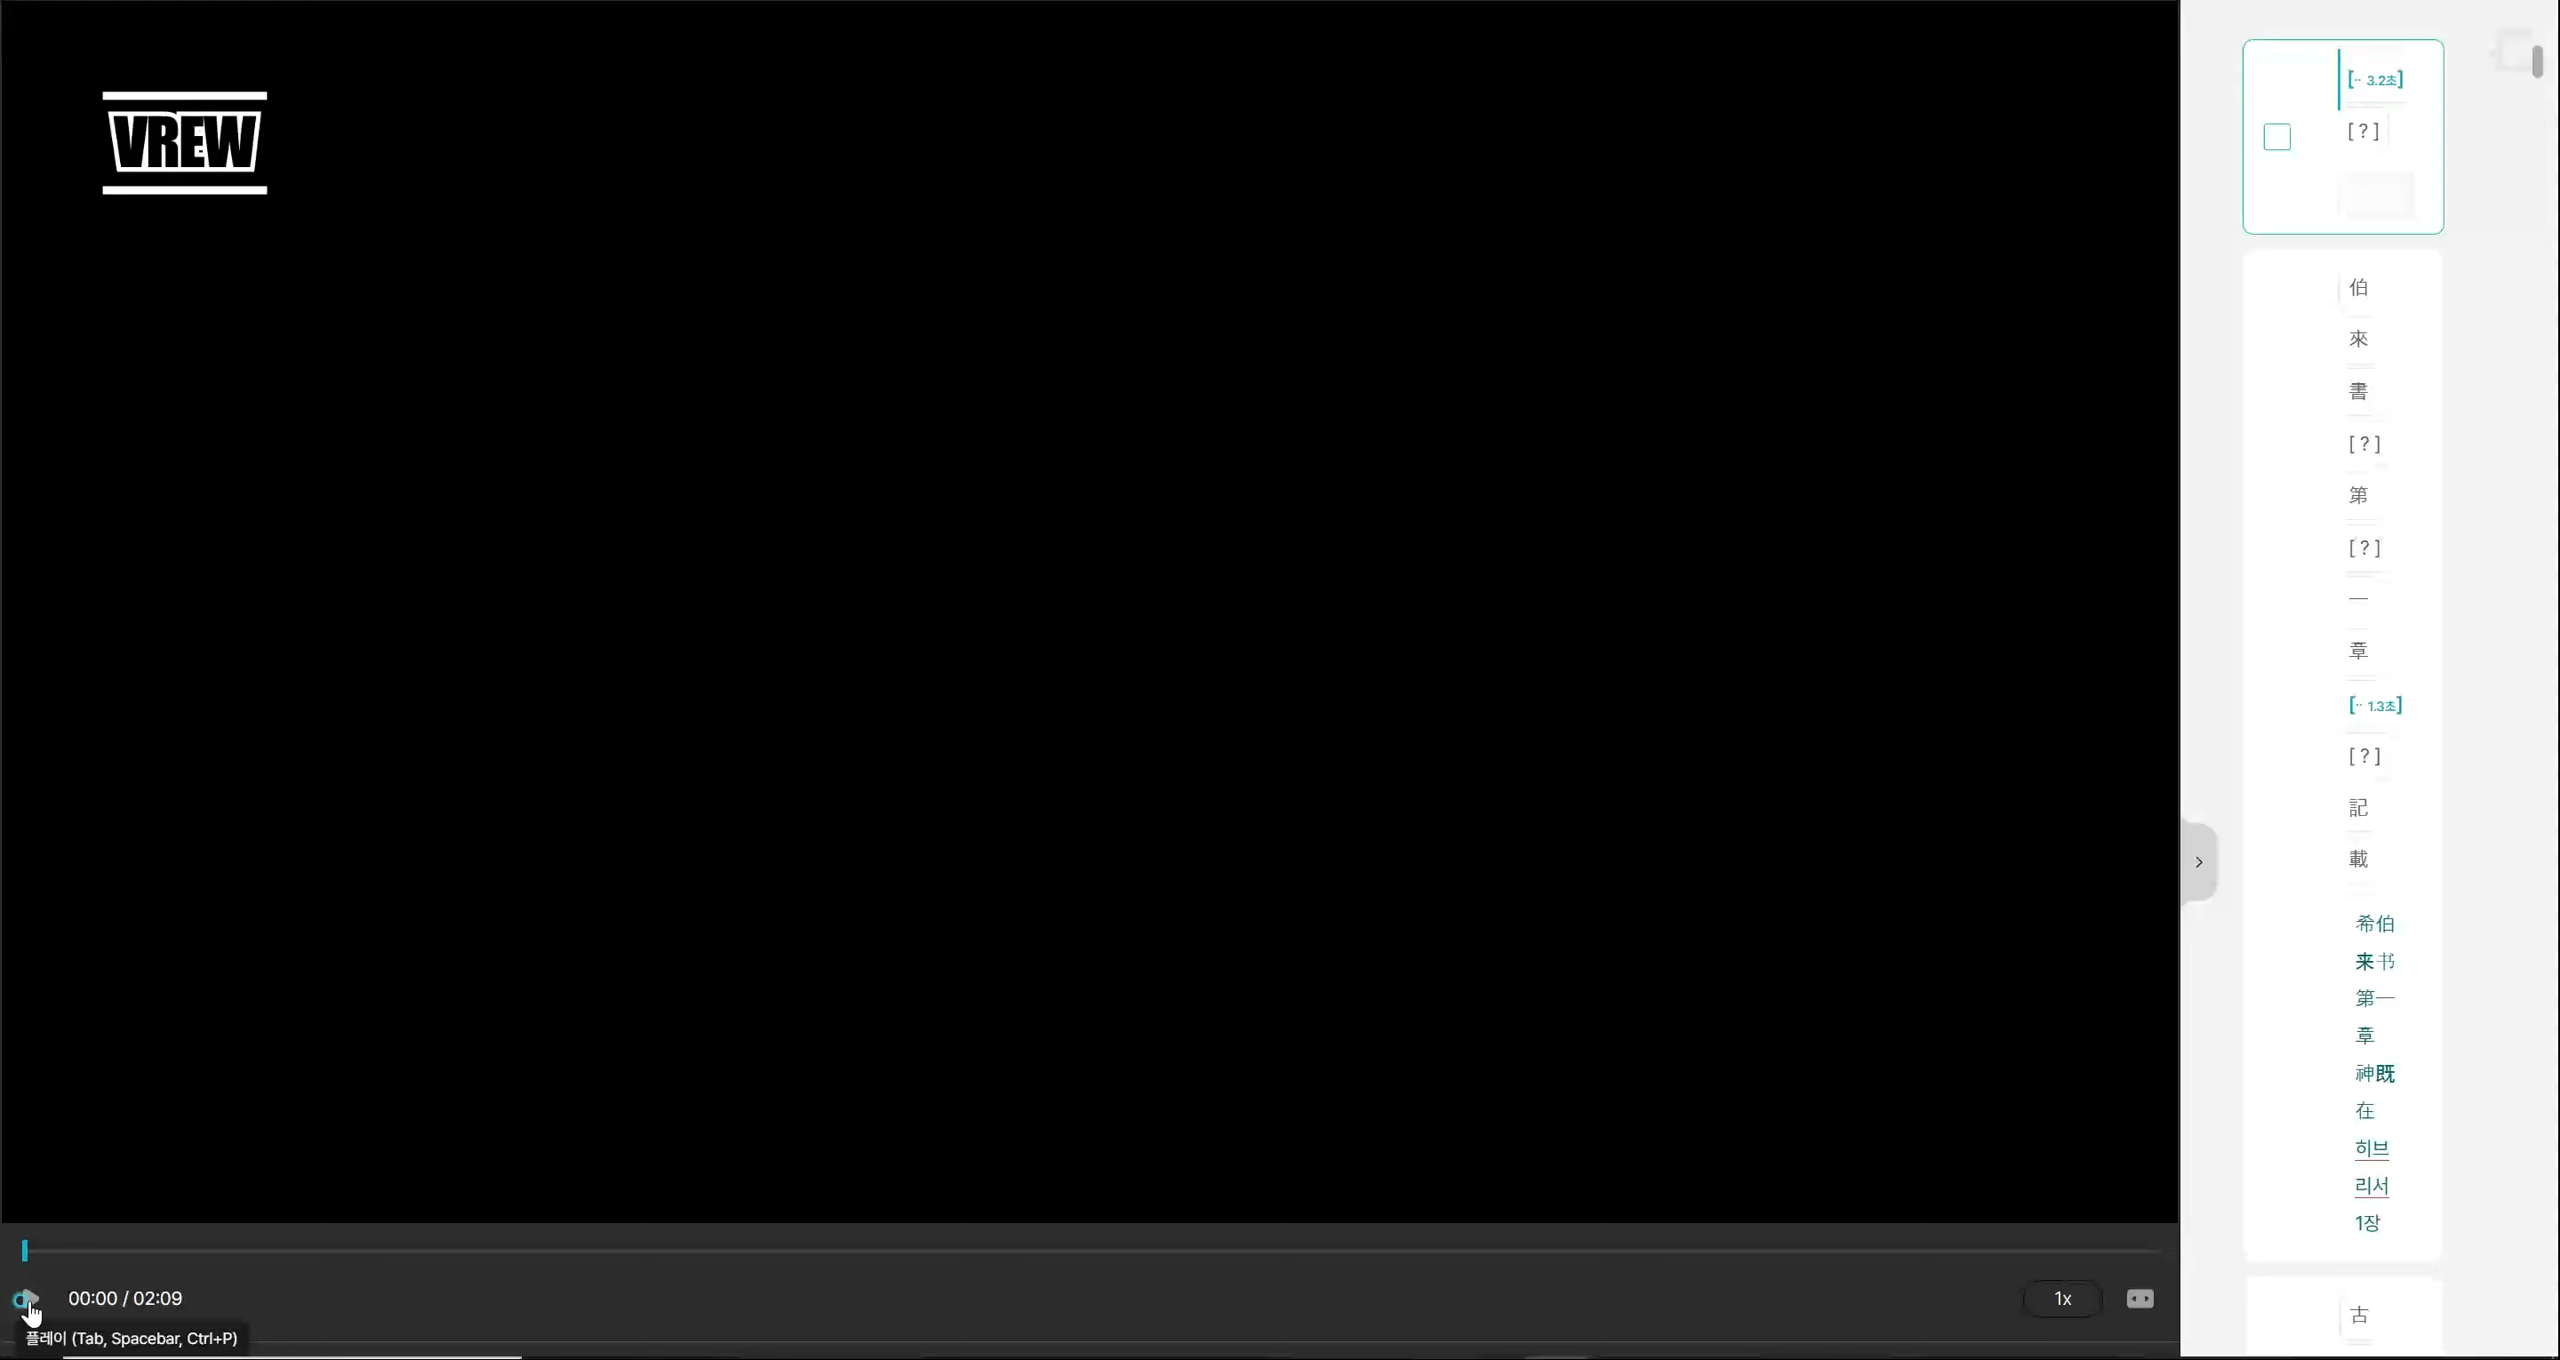 VREW
00:00 / 02:09
1x
플레이 (Tab, Spacebar, Ctrl+P)
[·· 3.2초]
[ ? ]
伯
來
書
[ ? ]
第
[ ? ]
一
章
[·· 1.3초]
[ ? ]
記
載
希伯
来书
第一
章
神既
在
히브
리서
1장
古